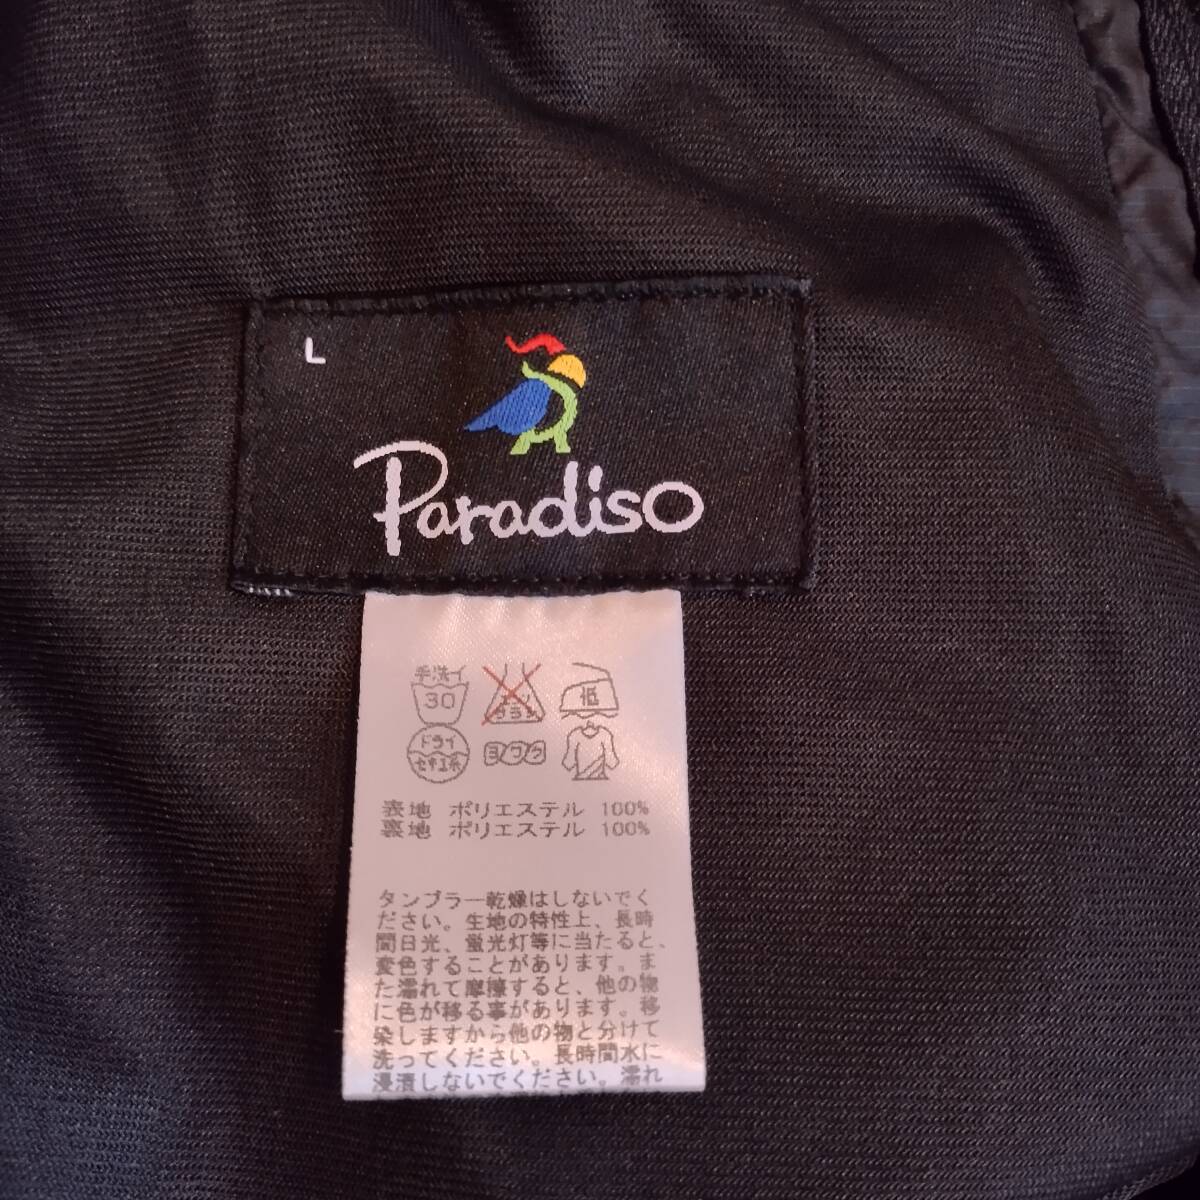 L
Paradiso
手洗イ
30
エンソ
サラシ
低
ドライ
セキユ系
ヨワク
表地 ポリエステル 100%
裏地 ポリエステル 100%
タンブラー乾燥はしないでく
ださい。生地の特性上、長時
間日光、蛍光灯等に当たると、
変色することがあります。ま
た濡れて摩擦すると、他の物
に色が移る事があります。移
染しますから他の物と分けて
洗ってください。長時間水に
浸漬しないでください。濡れ